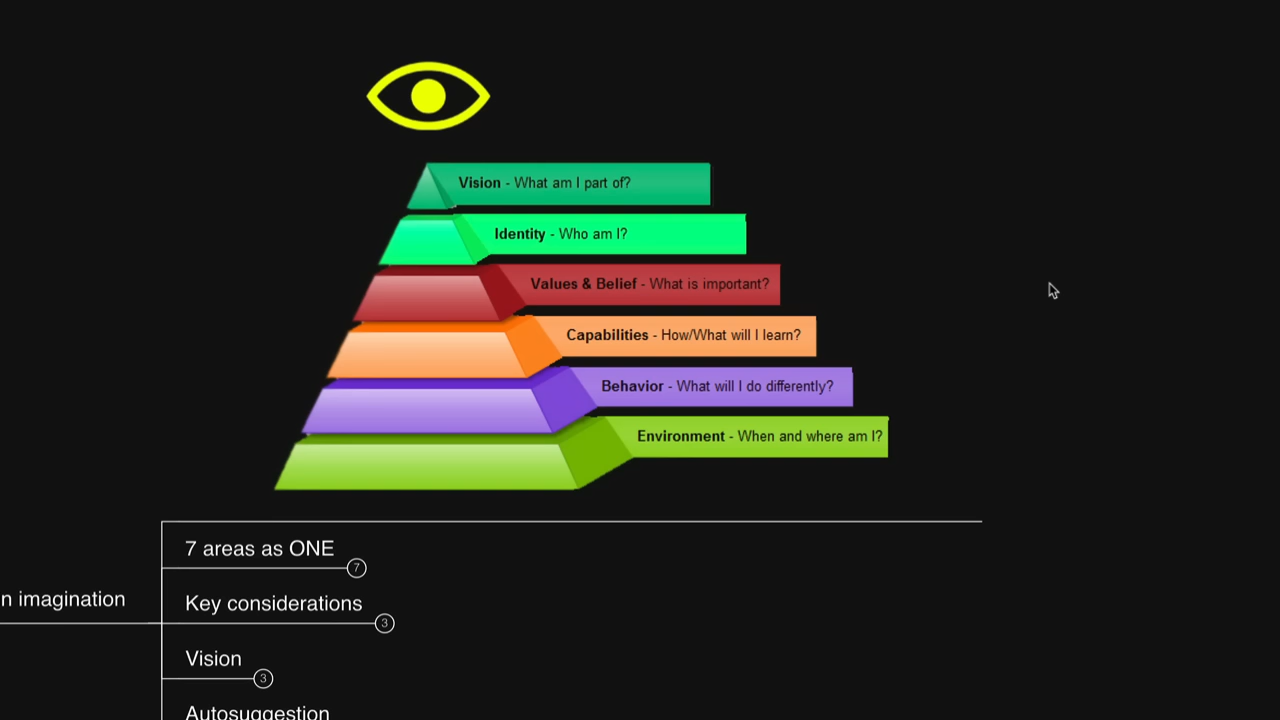 Vision - What am I part of?
Identity - Who am I?
Values & Belief - What is important?
Capabilities - How/What will I learn?
Behavior - What will I do differently?
Environment - When and where am I?
7 areas as ONE
7
n imagination
Key considerations
3
Vision
3
Autosuggestion